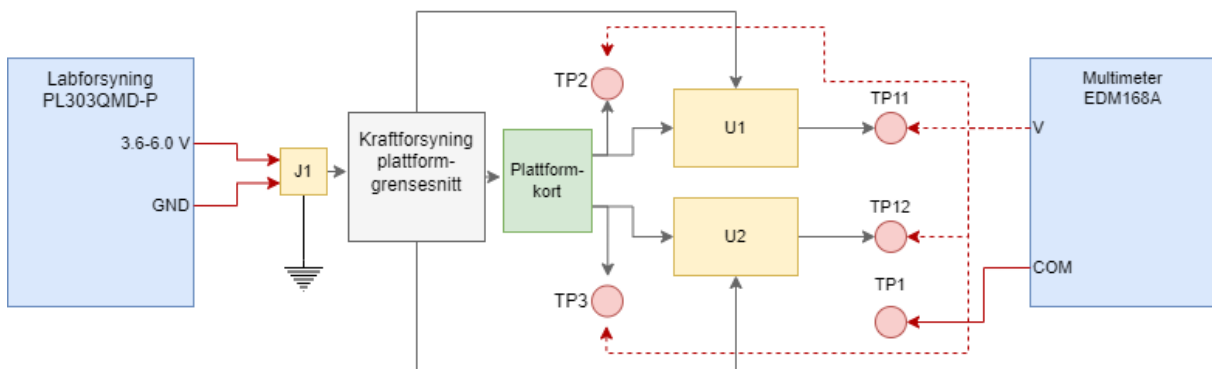 Labforsyning
PL303QMD-P
3.6-6.0 V
GND
J1
Kraftforsyning
plattform-
grensesnitt
Plattform-
kort
TP2
TP3
U1
U2
TP11
TP12
TP1
Multimeter
EDM168A
V
COM